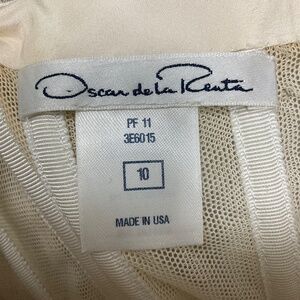 Oscar de la Renta
PF 11
3E6015
10
MADE IN USA